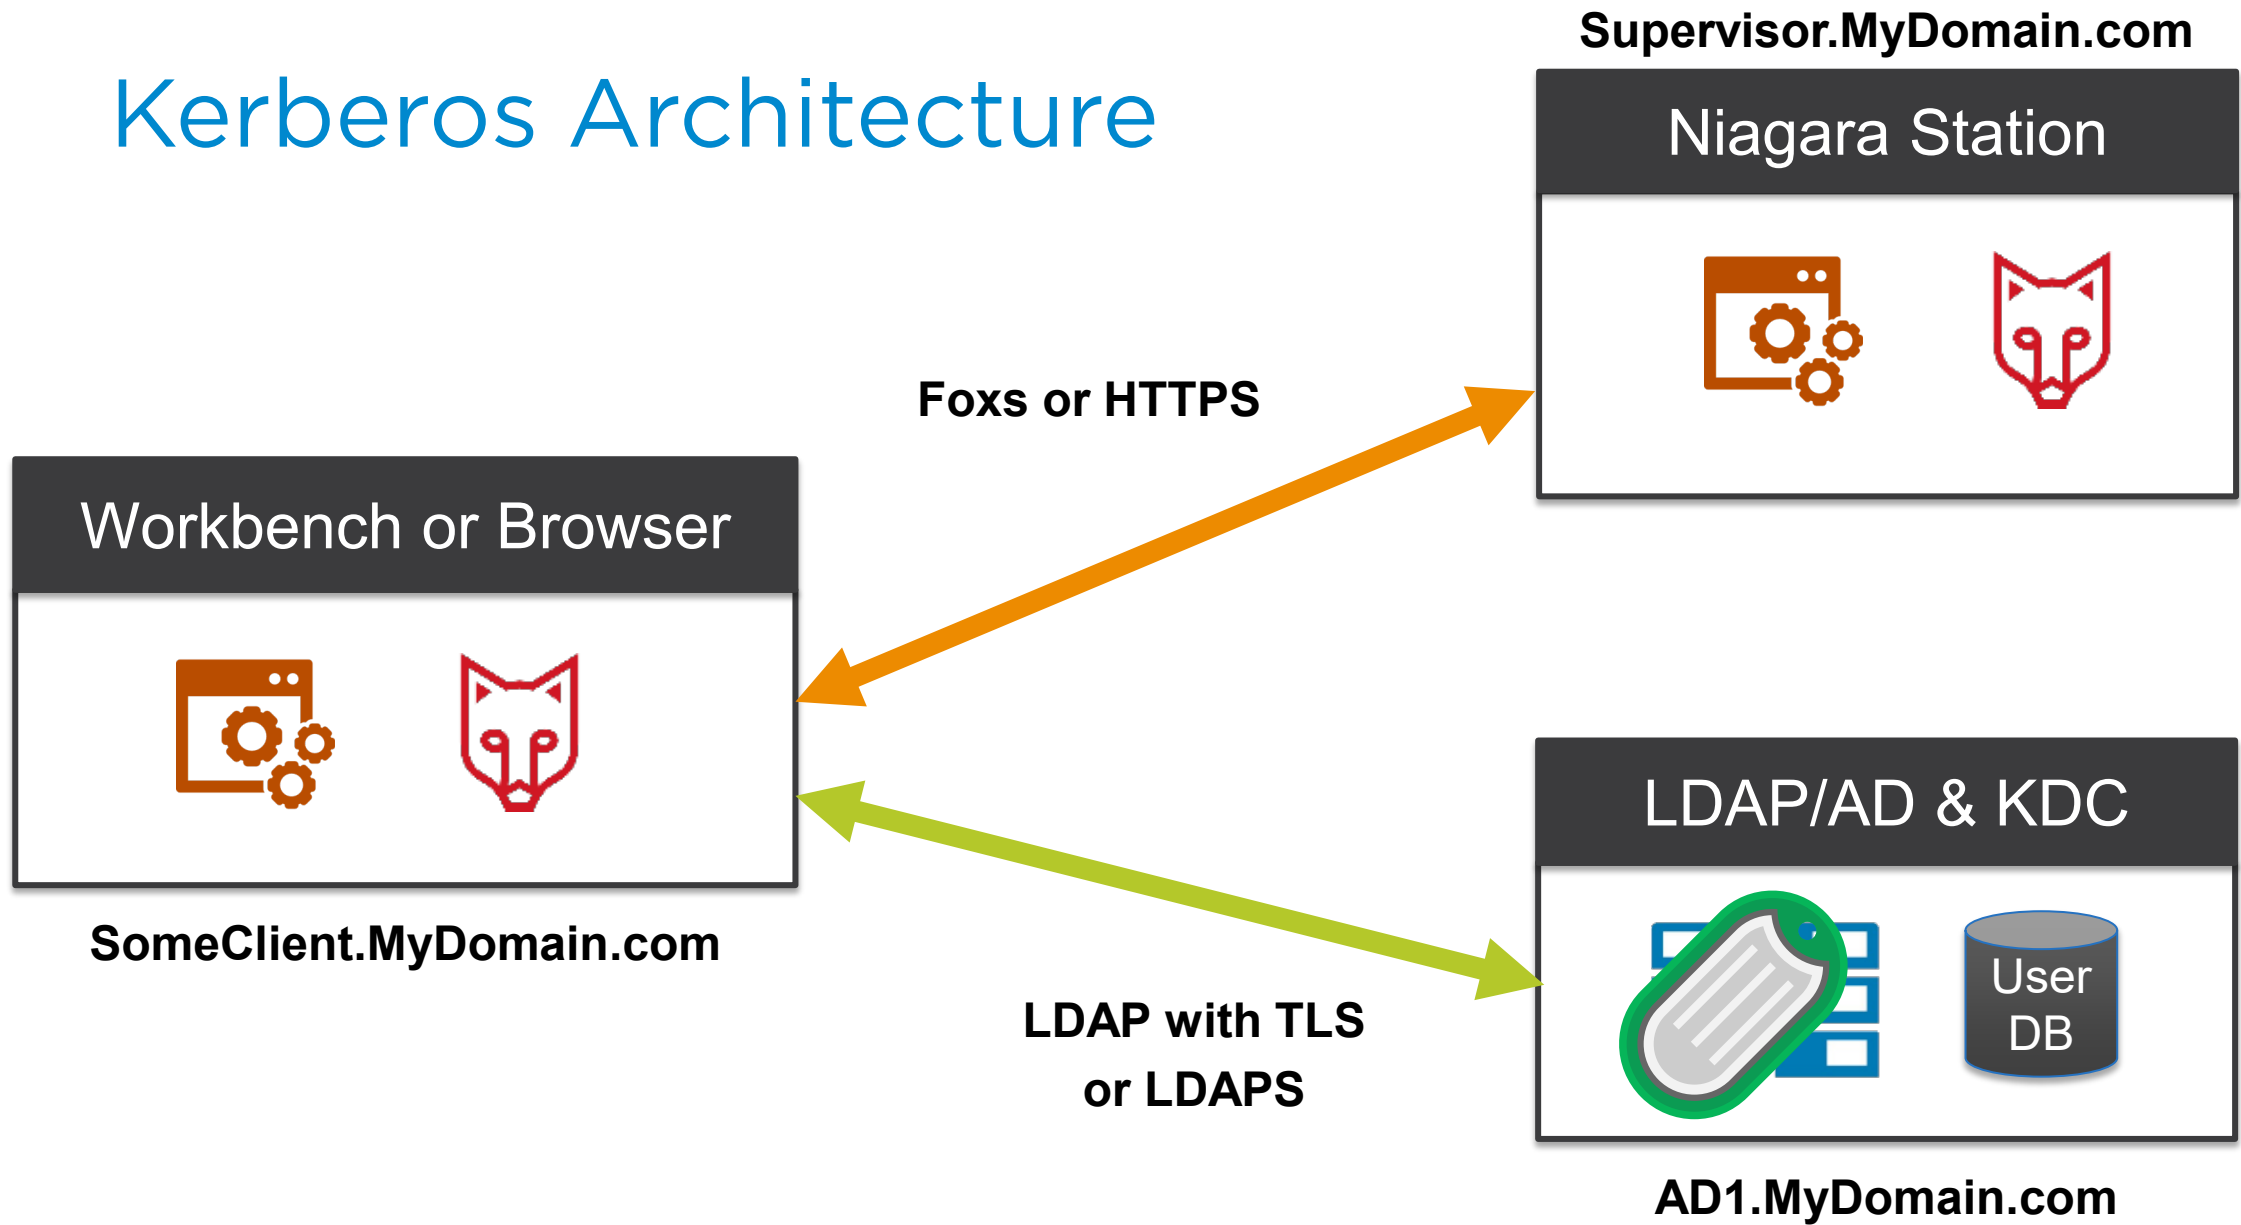 Supervisor.MyDomain.com
Kerberos Architecture
Niagara Station
Foxs or HTTPS
Workbench or Browser
SomeClient.MyDomain.com
LDAP/AD & KDC
User
DB
LDAP with TLS
or LDAPS
AD1.MyDomain.com